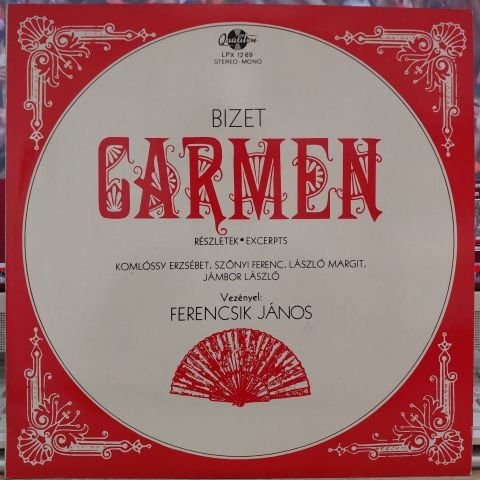 Qualiton
LPX 1269
STEREO-MONO
BIZET
CARMEN
RÉSZLETEK • EXCERPTS
KOMLÓSSY ERZSÉBET, SZŐNYI FERENC, LÁSZLÓ MARGIT,
JÁMBOR LÁSZLÓ
Vezényel:
FERENCSIK JÁNOS